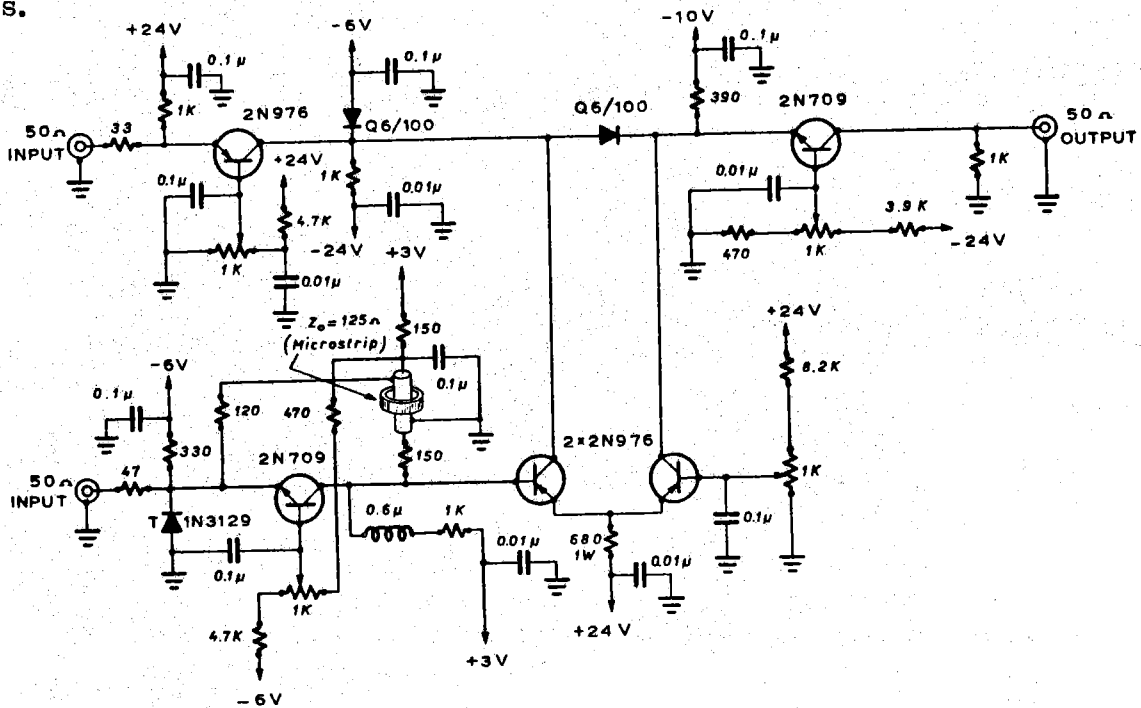 s.
+24V
-6V
-10V
0.1µ
0.1µ
0.1µ
1K
2N976
Q6/100
Q6/100
390
2N709
50Ω
INPUT
33
50Ω
OUTPUT
+24V
1K
1K
0.1µ
0.01µ
0.01µ
4.7K
3.9K
-24V
-24V
1K
470
1K
+3V
0.01µ
Z₀=125Ω
(Microstrip)
150
+24V
-6V
0.1µ
8.2K
0.1µ
120
470
330
2×2N976
47
2N709
150
1K
50Ω
INPUT
T 1N3129
0.6µ
1K
0.1µ
680
1W
0.01µ
0.01µ
0.1µ
1K
4.7K
+24V
+3V
-6V